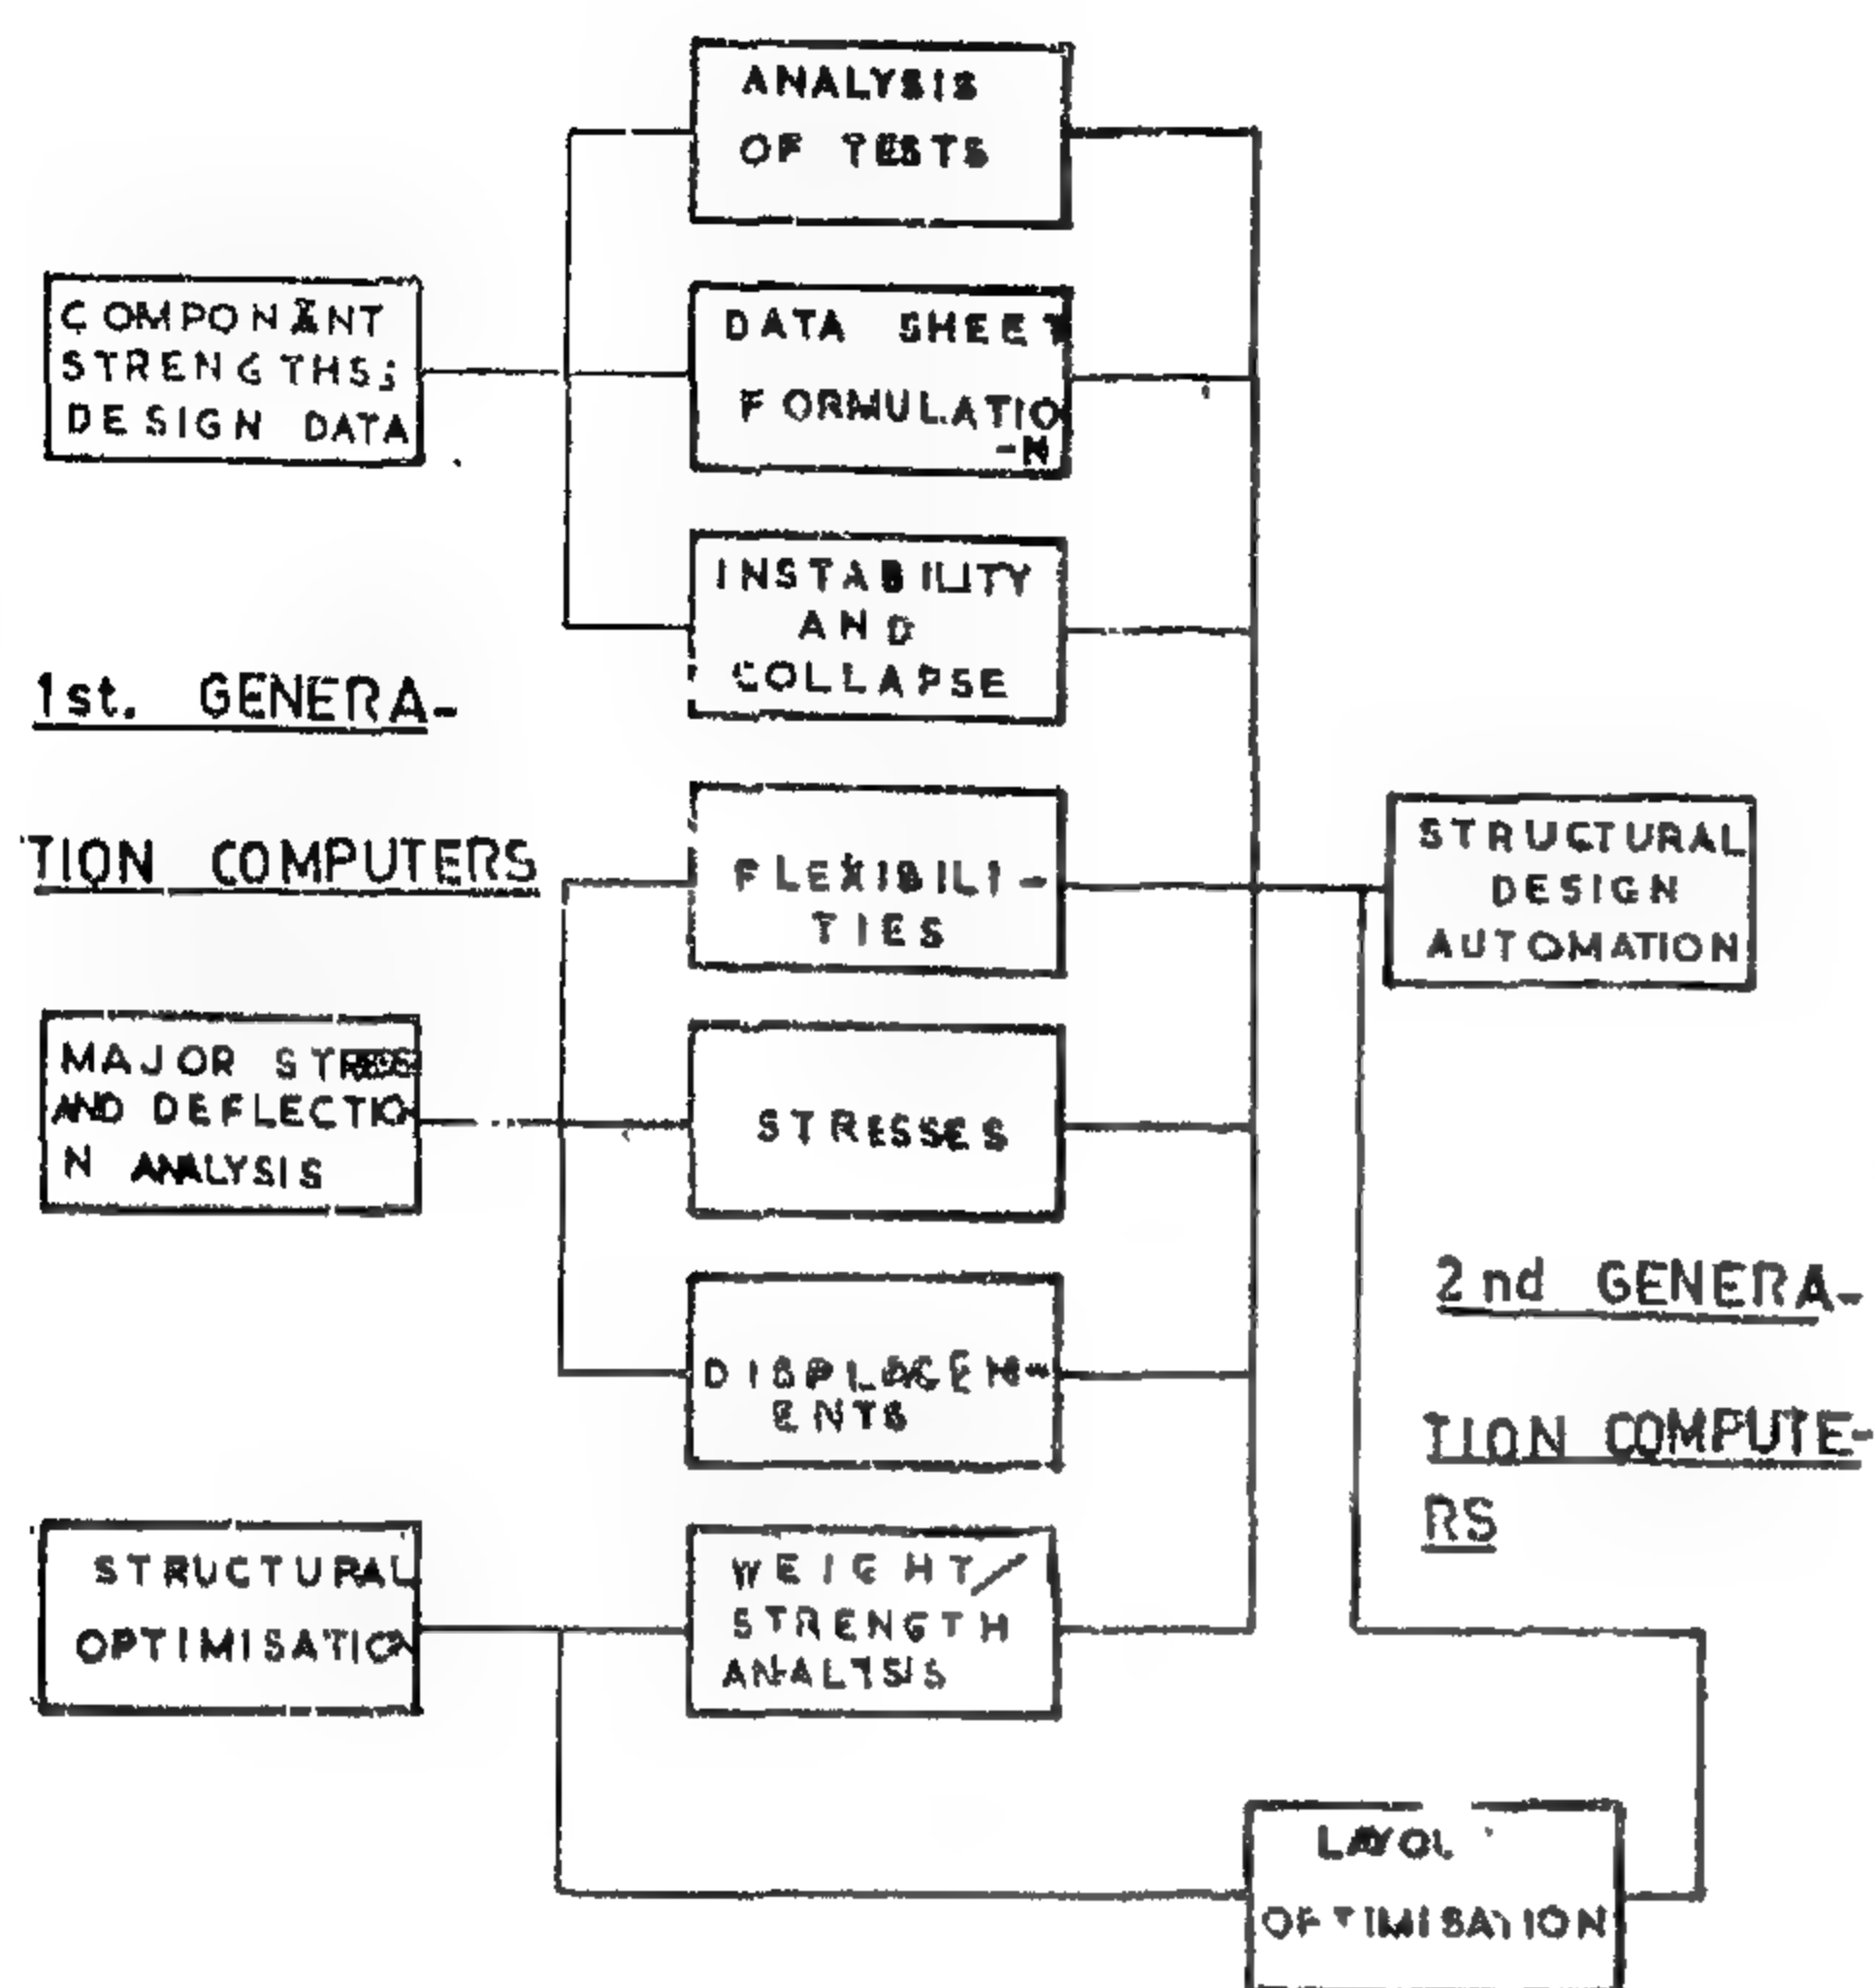 ANALYSIS
OF TESTS
COMPONANT
STRENGTHS;
DESIGN DATA
DATA SHEET
FORMULATIO
-N
INSTABILITY
AND
COLLAPSE
1st. GENERA-
TION COMPUTERS
FLEXIBILI-
TIES
STRUCTURAL
DESIGN
AUTOMATION
MAJOR STRESS
AND DEFLECTIO
N ANALYSIS
STRESSES
DISPLACEM-
ENTS
2nd GENERA-
TION COMPUTE-
RS
STRUCTURAL
OPTIMISATION
WEIGHT/
STRENGTH
ANALYSIS
OPTIMISATION